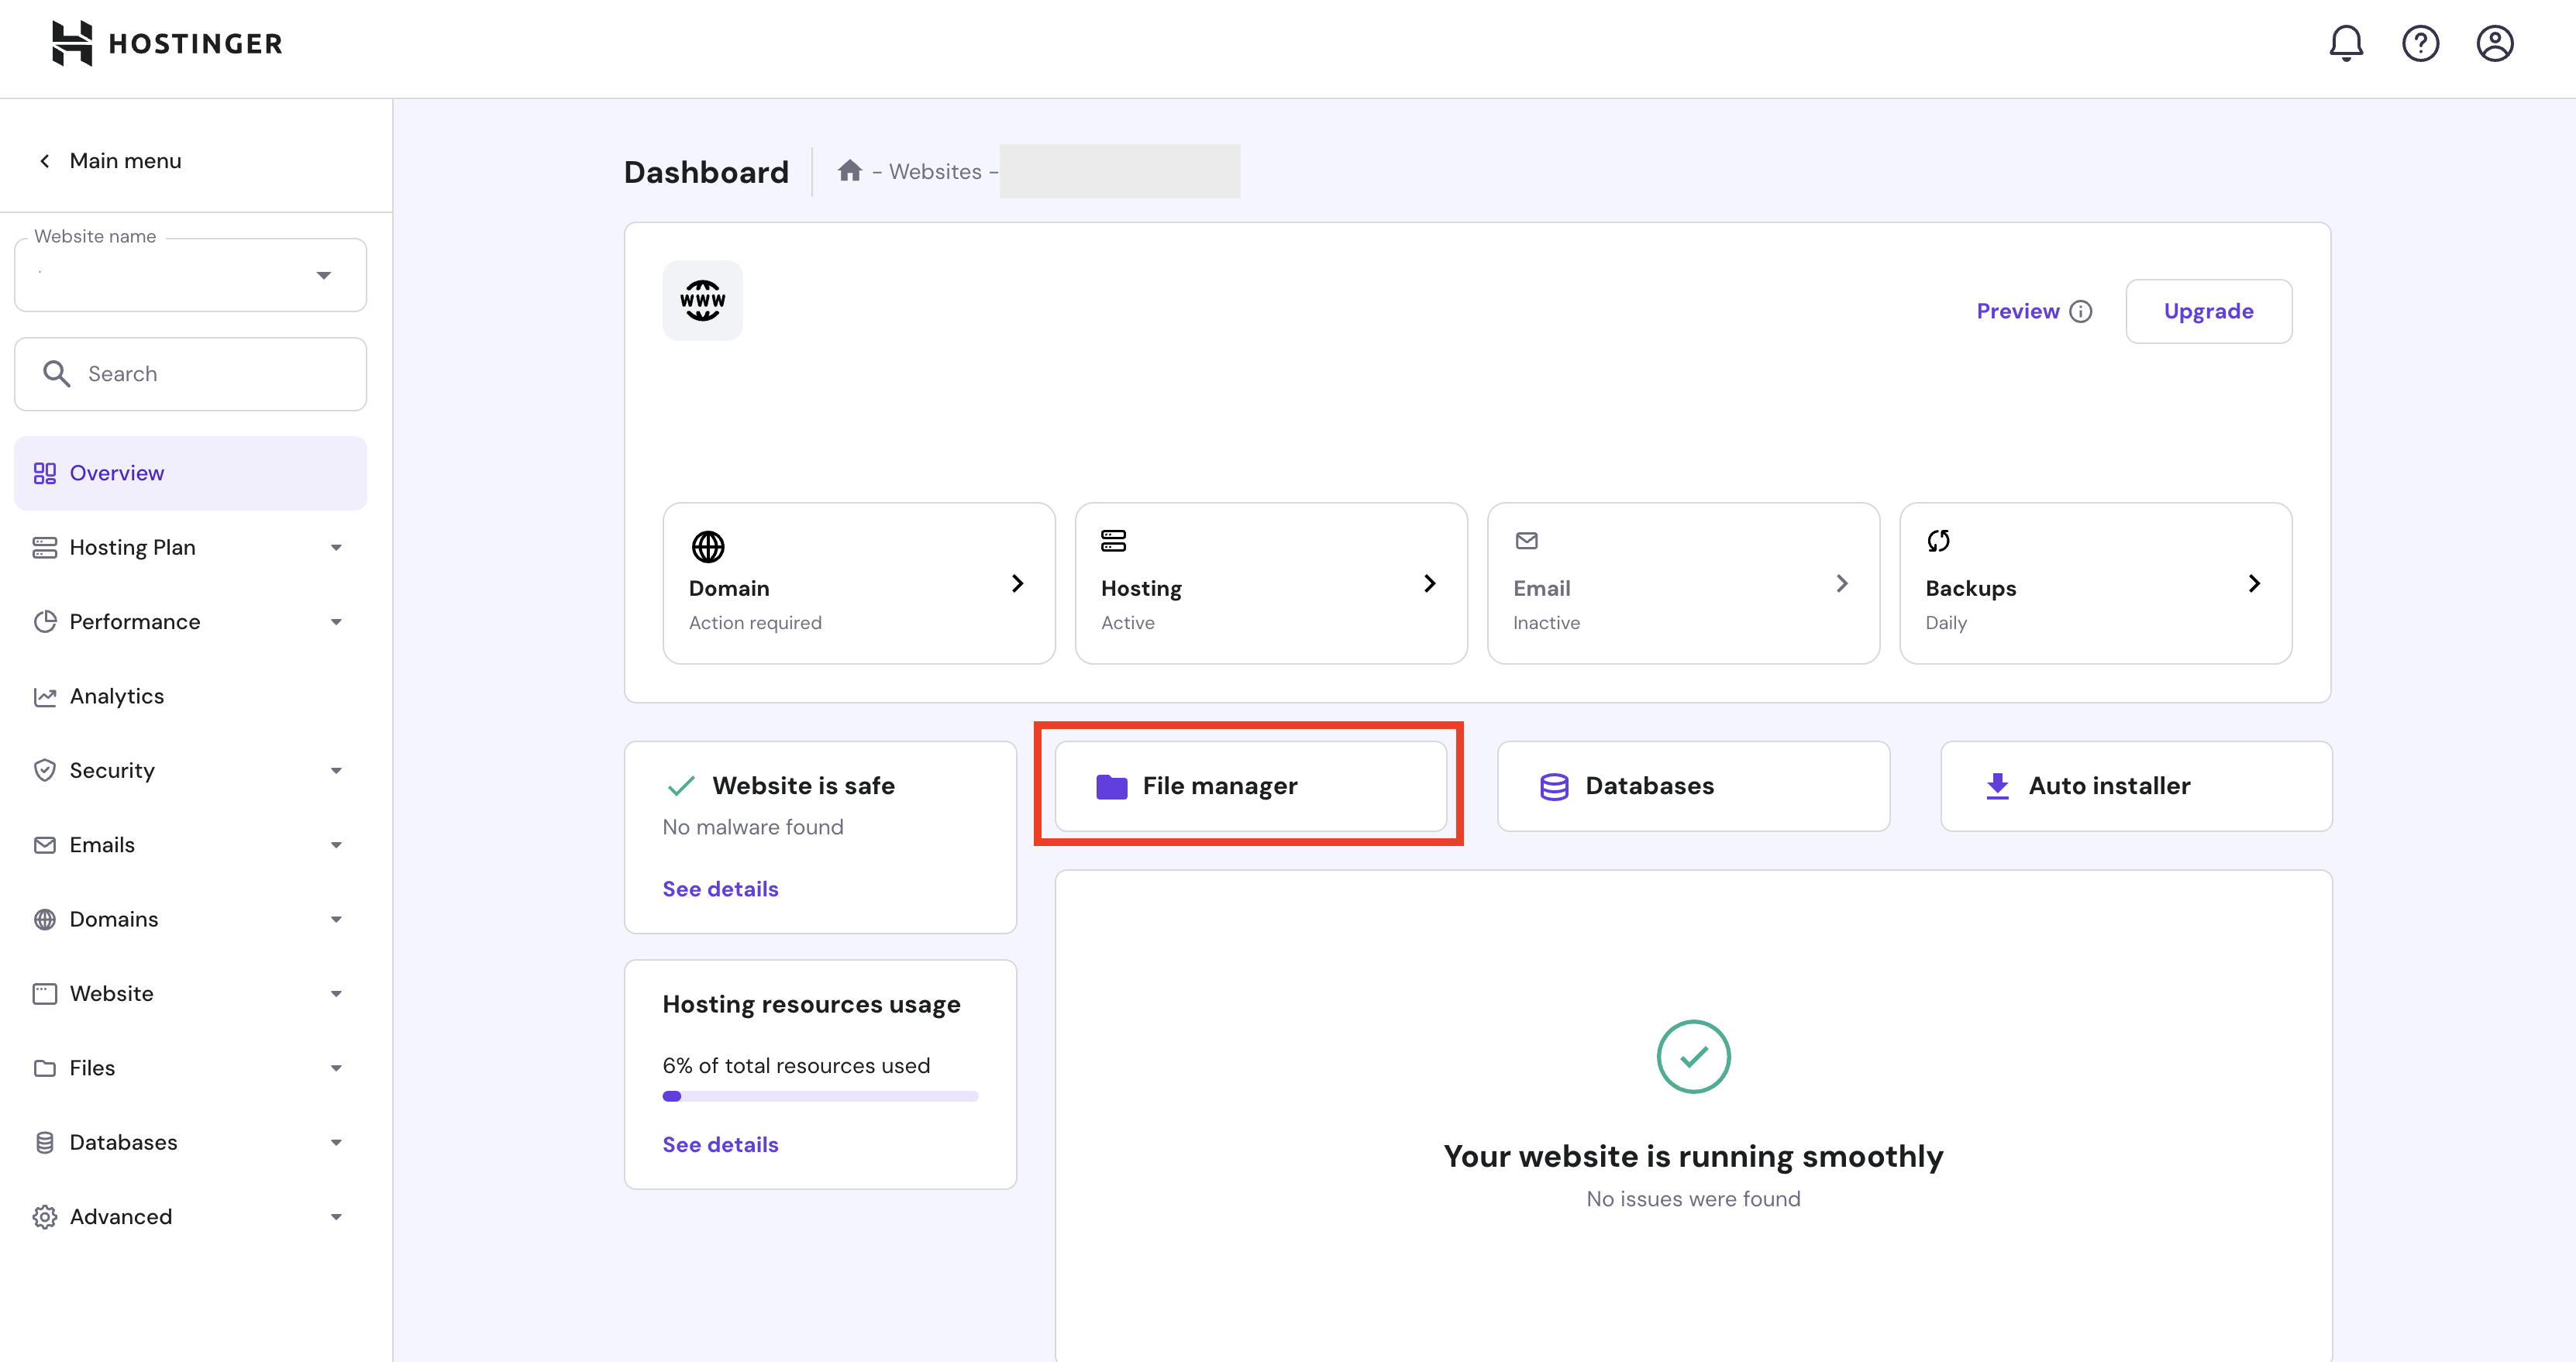 HOSTINGER
Main menu
Website name
Search
Overview
Hosting Plan
Performance
Analytics
Security
Emails
Domains
Website
Files
Databases
Advanced
Dashboard
- Websites -
WWW
Preview
Upgrade
Domain
Action required
Hosting
Active
Email
Inactive
Backups
Daily
Website is safe
No malware found
See details
File manager
Databases
Auto installer
Hosting resources usage
6% of total resources used
See details
Your website is running smoothly
No issues were found